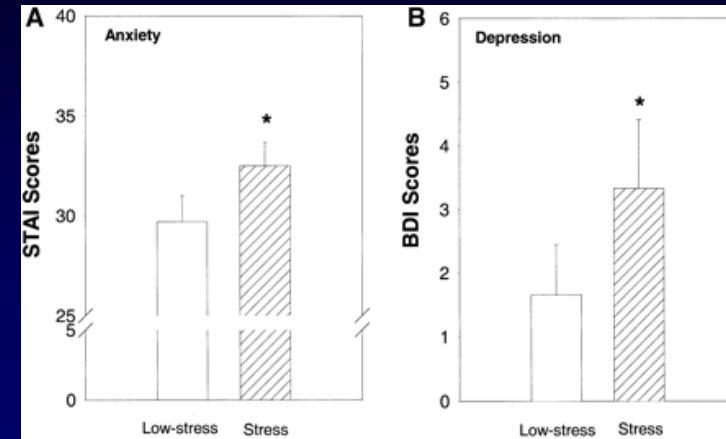 A
Anxiety
STAI Scores
40
35
30
25
5
0
*
Low-stress
Stress
B
Depression
BDI Scores
6
5
4
3
2
1
0
*
Low-stress
Stress